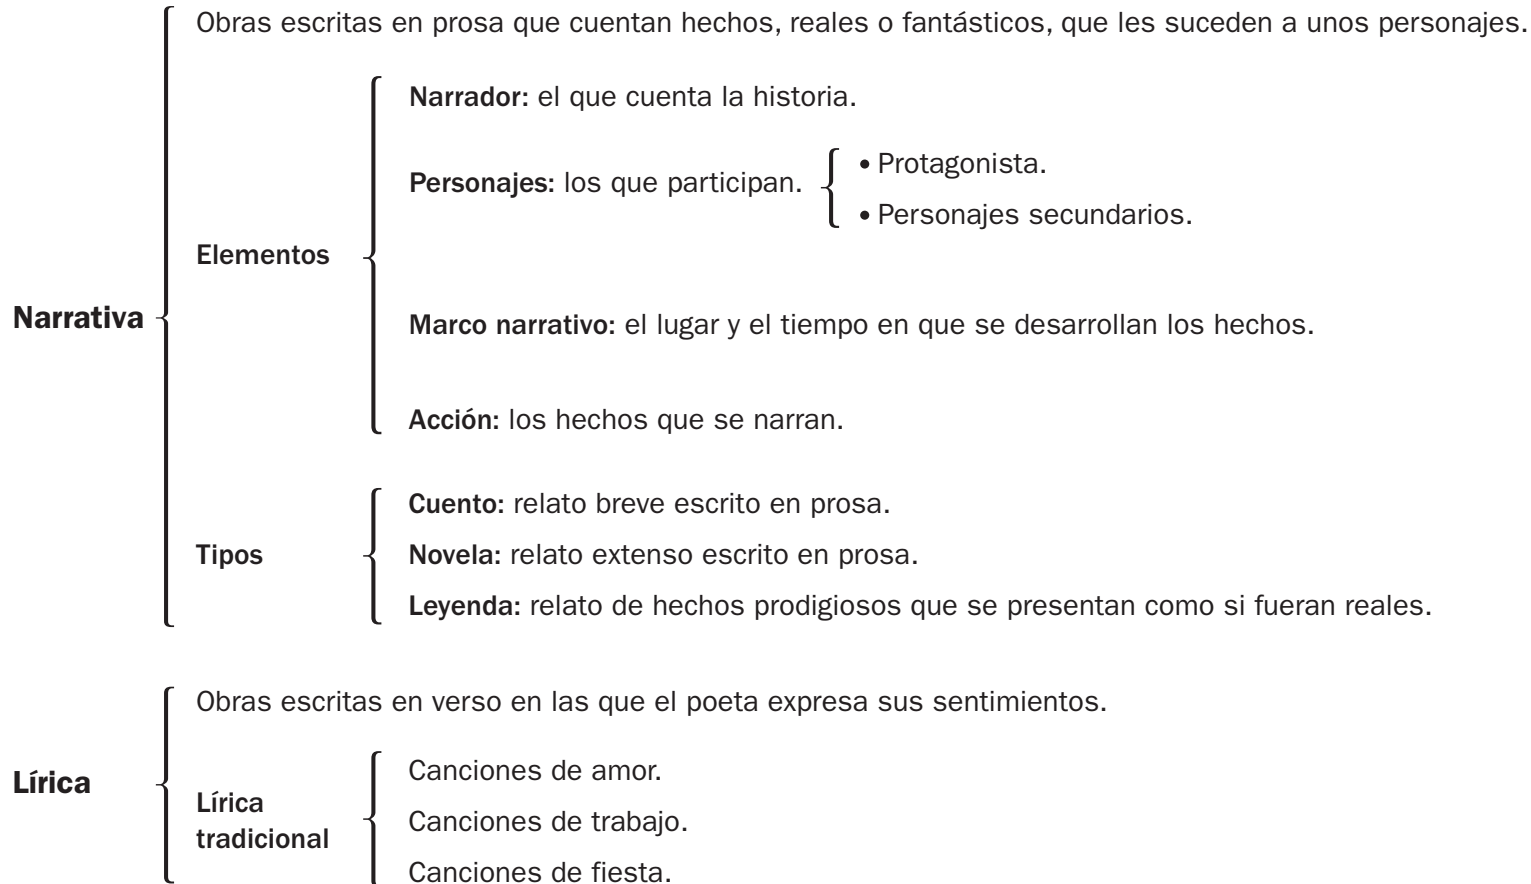 Narrativa
Obras escritas en prosa que cuentan hechos, reales o fantásticos, que les suceden a unos personajes.
Elementos
Narrador: el que cuenta la historia.
Personajes: los que participan.
• Protagonista.
• Personajes secundarios.
Marco narrativo: el lugar y el tiempo en que se desarrollan los hechos.
Acción: los hechos que se narran.
Tipos
Cuento: relato breve escrito en prosa.
Novela: relato extenso escrito en prosa.
Leyenda: relato de hechos prodigiosos que se presentan como si fueran reales.
Lírica
Obras escritas en verso en las que el poeta expresa sus sentimientos.
Lírica
tradicional
Canciones de amor.
Canciones de trabajo.
Canciones de fiesta.